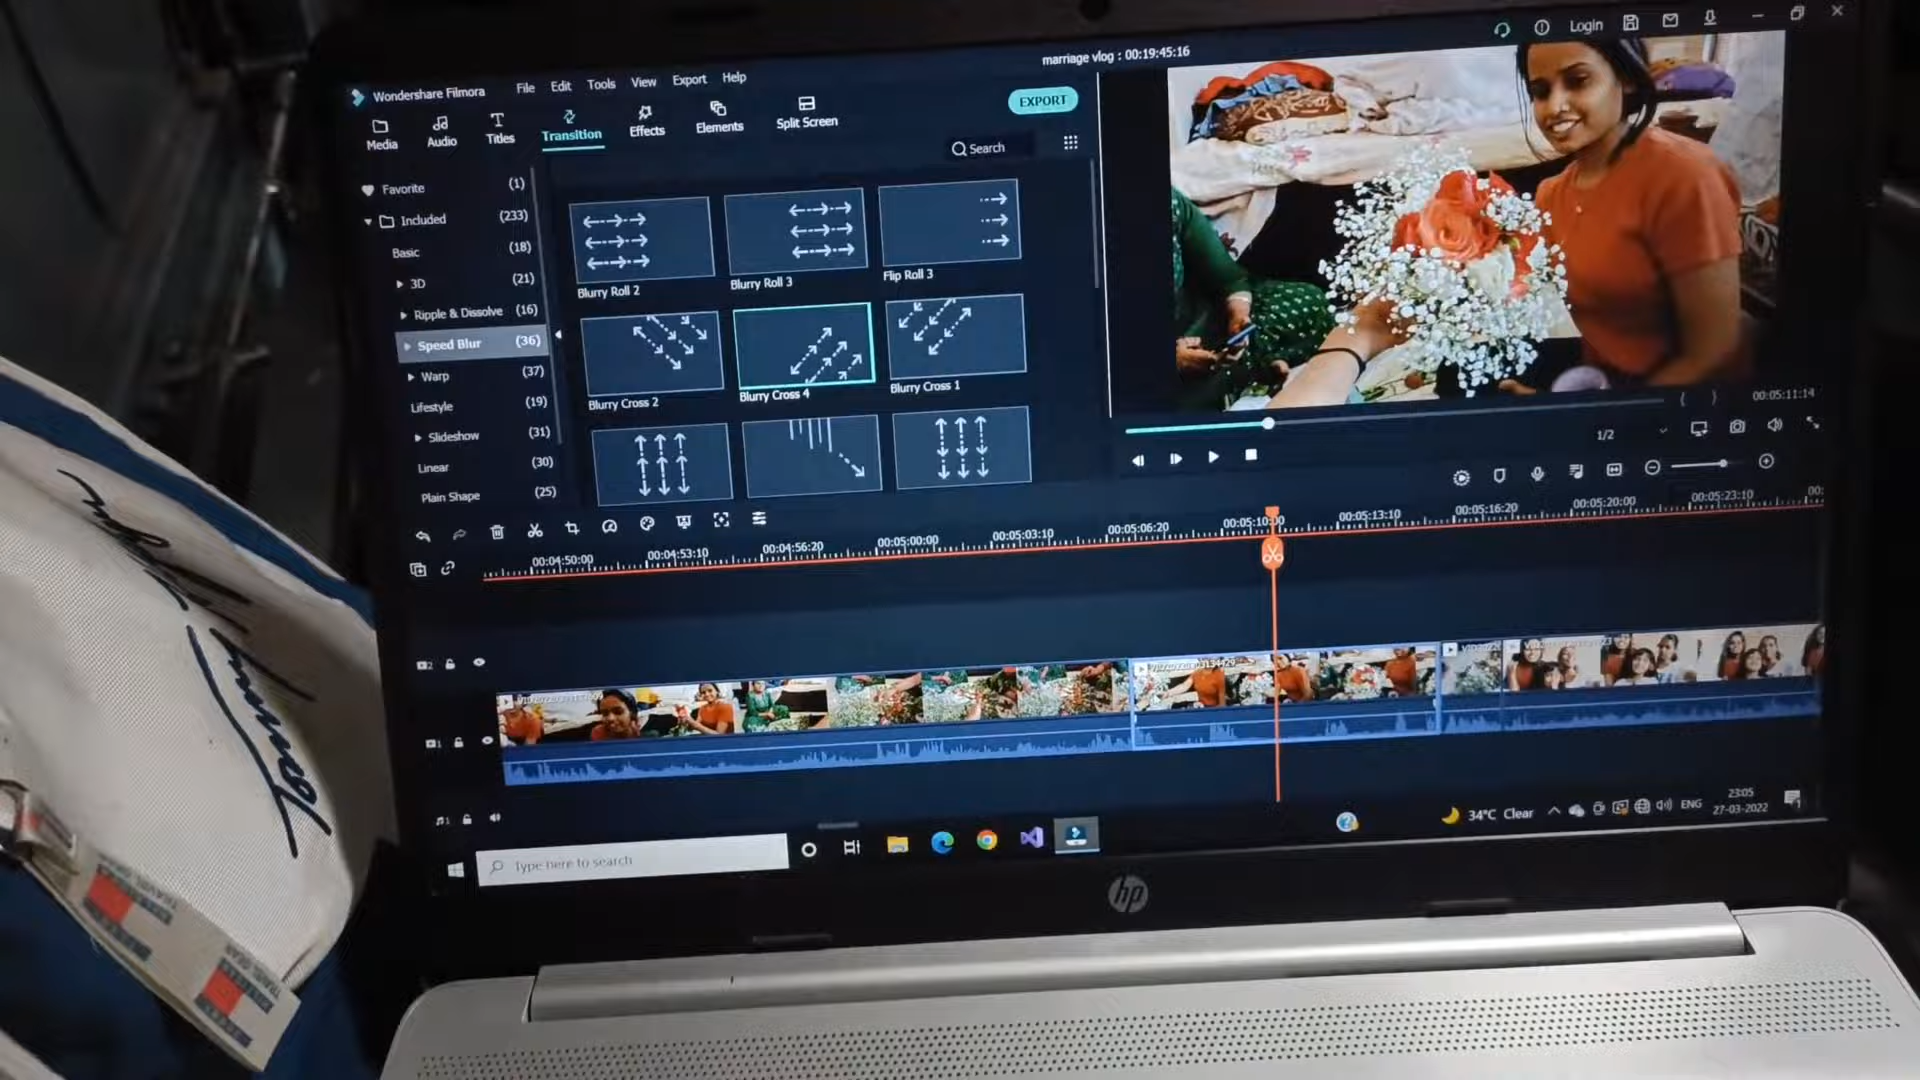 marriage vlog : 00:19:45:16
Login
Wondershare Filmora
File Edit Tools View Export Help
Media Audio Titles Transition Effects Elements Split Screen
EXPORT
Search
Favorite (1)
Included (233)
Basic (18)
3D (21)
Ripple & Dissolve (16)
Speed Blur (36)
Warp (37)
Lifestyle (19)
Slideshow (31)
Linear (30)
Plain Shape (25)
Blurry Roll 2 Blurry Roll 3 Flip Roll 3
Blurry Cross 2 Blurry Cross 4 Blurry Cross 1
{ } 00:05:11:14
1/2
00:04:50:00 00:04:53:10 00:04:56:20 00:05:00:00 00:05:03:10 00:05:06:20 00:05:10:00 00:05:13:10 00:05:16:20 00:05:20:00 00:05:23:10 00:
2
1
1
Type here to search
34°C Clear
ENG
23:05
27-03-2022
hp